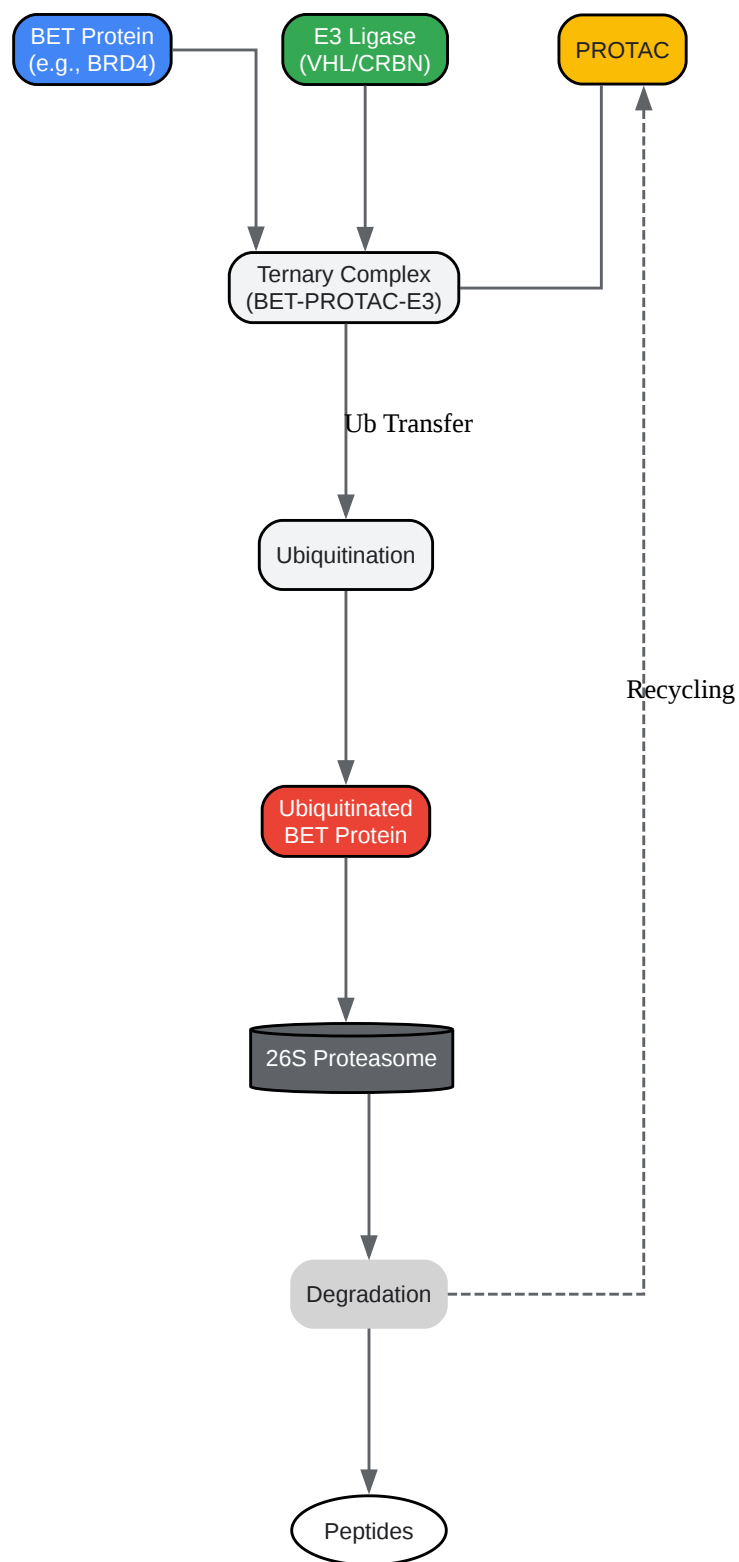 BET Protein
(e.g., BRD4)
E3 Ligase
(VHL/CRBN)
PROTAC
Ternary Complex
(BET-PROTAC-E3)
Ub Transfer
Ubiquitination
Recycling
Ubiquitinated
BET Protein
26S Proteasome
Degradation
Peptides